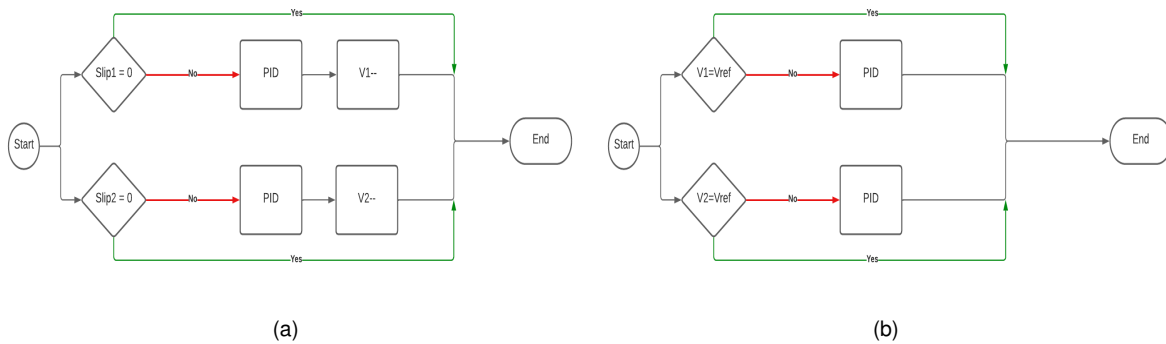 Yes
Slip1 = 0
No
PID
V1--
Start
End
Slip2 = 0
No
PID
V2--
Yes
(a)
Yes
V1=Vref
No
PID
Start
End
V2=Vref
No
PID
Yes
(b)